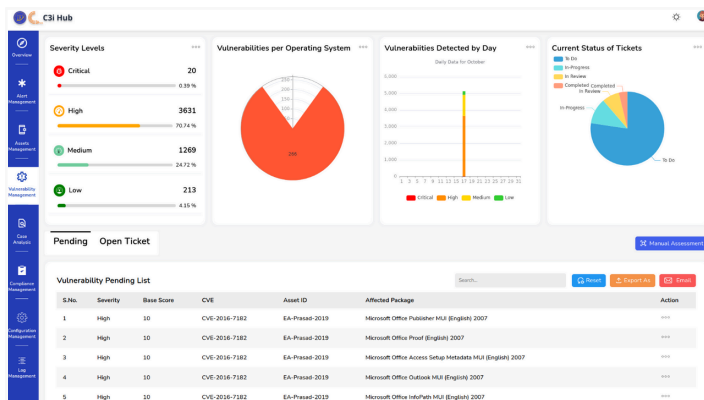 C3i Hub
Overview
Alert
Management
Assets
Management
Vulnerability
Management
Case
Analysis
Compliance
Management
Configuration
Management
Log
Management
Severity Levels
Critical 20
0.39 %
High 3631
70.74 %
Medium 1269
24.72 %
Low 213
4.15 %
Vulnerabilities per Operating System
250
200
150
100
286
Vulnerabilities Detected by Day
Daily Data for October
6,000
5,000
4,000
3,000
2,000
1,000
0
1 3 5 7 9 11 13 15 17 19 21 23 25 27 29 31
Critical High Medium Low
Current Status of Tickets
To Do
In-Progress
In Review
Completed
Completed
In Review
In-Progress
To Do
Pending Open Ticket
Manual Assessment
Vulnerability Pending List
Search... Reset Export As Email
S.No. Severity Base Score CVE Asset ID Affected Package Action
1 High 10 CVE-2016-7182 EA-Prasad-2019 Microsoft Office Publisher MUI (English) 2007
2 High 10 CVE-2016-7182 EA-Prasad-2019 Microsoft Office Proof (English) 2007
3 High 10 CVE-2016-7182 EA-Prasad-2019 Microsoft Office Access Setup Metadata MUI (English) 2007
4 High 10 CVE-2016-7182 EA-Prasad-2019 Microsoft Office Outlook MUI (English) 2007
5 High 10 CVE-2016-7182 EA-Prasad-2019 Microsoft Office InfoPath MUI (English) 2007